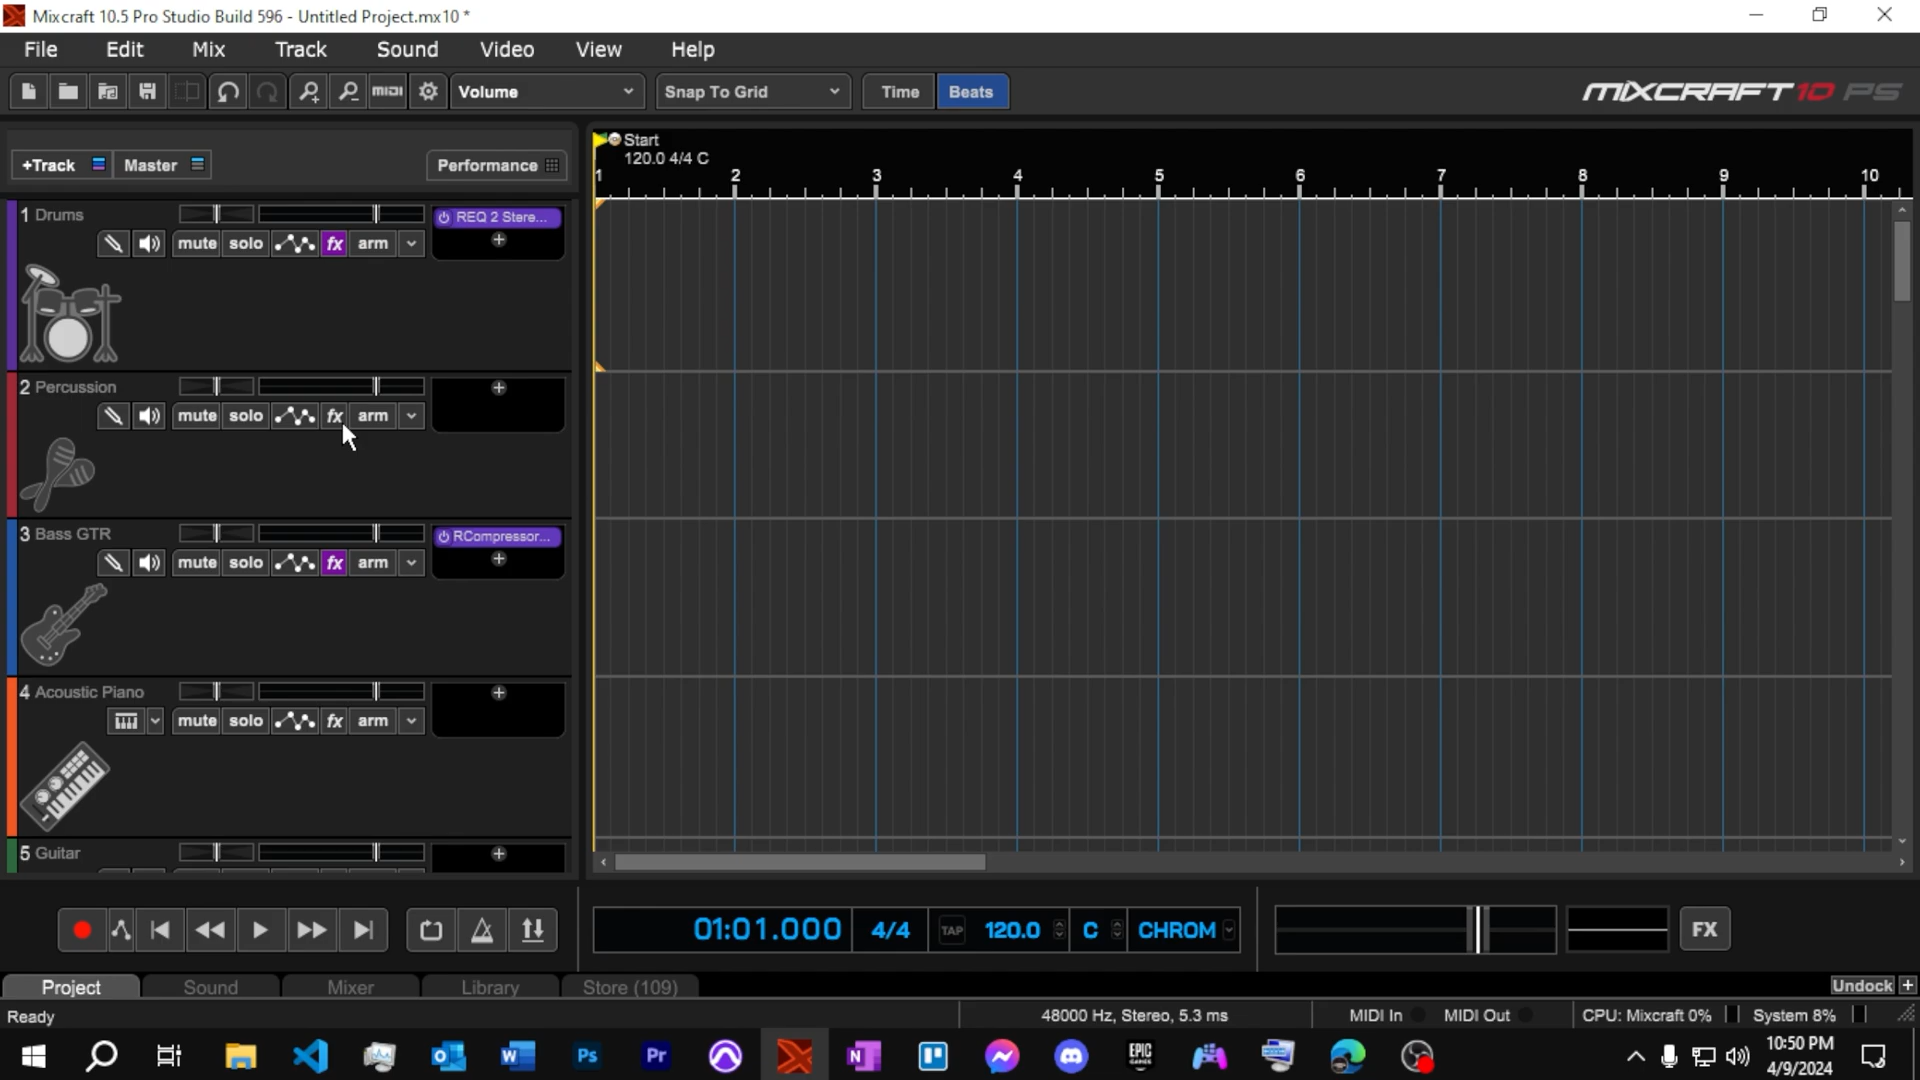 Mixcraft 10.5 Pro Studio Build 596 - Untitled Project.mx10 *
File Edit Mix Track Sound Video View Help
MIDI Volume Snap To Grid Time Beats MIXCRAFT10 PS
Start
+Track Master Performance 120.0 4/4 C
1 2 3 4 5 6 7 8 9 10
1 Drums REQ 2 Stere...
mute solo fx arm
2 Percussion
mute solo fx arm
3 Bass GTR RCompressor...
mute solo fx arm
4 Acoustic Piano
mute solo fx arm
5 Guitar
01:01.000 4/4 TAP 120.0 C CHROM FX
Project Sound Mixer Library Store (109) Undock +
Ready 48000 Hz, Stereo, 5.3 ms MIDI In MIDI Out CPU: Mixcraft 0% System 8%
W Ps Pr N EPIC GAMES 10:50 PM
4/9/2024